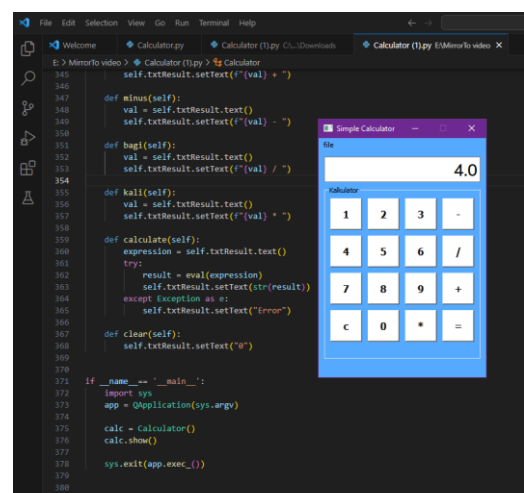 File Edit Selection View Go Run Terminal Help
Welcome Calculator.py Calculator (1).py C:\...\Downloads Calculator (1).py E:\MirrorTo video
E: > MirrorTo video > Calculator (1).py > Calculator
345 self.txtResult.setText(f"{val} + ")
346
347 def minus(self):
348 val = self.txtResult.text()
349 self.txtResult.setText(f"{val} - ")
350
351 def bagi(self):
352 val = self.txtResult.text()
353 self.txtResult.setText(f"{val} / ")
354
355 def kali(self):
356 val = self.txtResult.text()
357 self.txtResult.setText(f"{val} * ")
358
359 def calculate(self):
360 expression = self.txtResult.text()
361 try:
362 result = eval(expression)
363 self.txtResult.setText(str(result))
364 except Exception as e:
365 self.txtResult.setText("Error")
366
367 def clear(self):
368 self.txtResult.setText("0")
369
370
371 if __name__== '__main__':
372 import sys
373 app = QApplication(sys.argv)
374
375 calc = Calculator()
376 calc.show()
377
378 sys.exit(app.exec_())
379
380
Simple Calculator
file
4.0
Kalkulator
1 2 3 -
4 5 6 /
7 8 9 +
c 0 * =